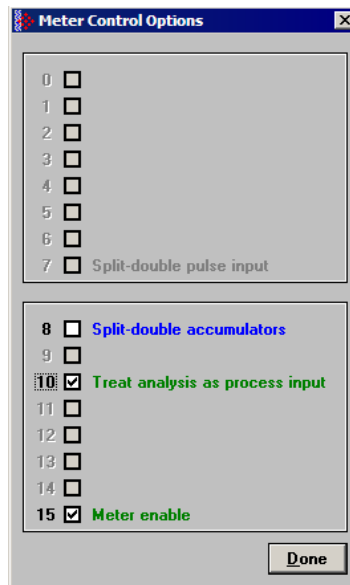 Meter Control Options
0
1
2
3
4
5
6
7 Split-double pulse input
8 Split-double accumulators
9
10 Treat analysis as process input
11
12
13
14
15 Meter enable
Done